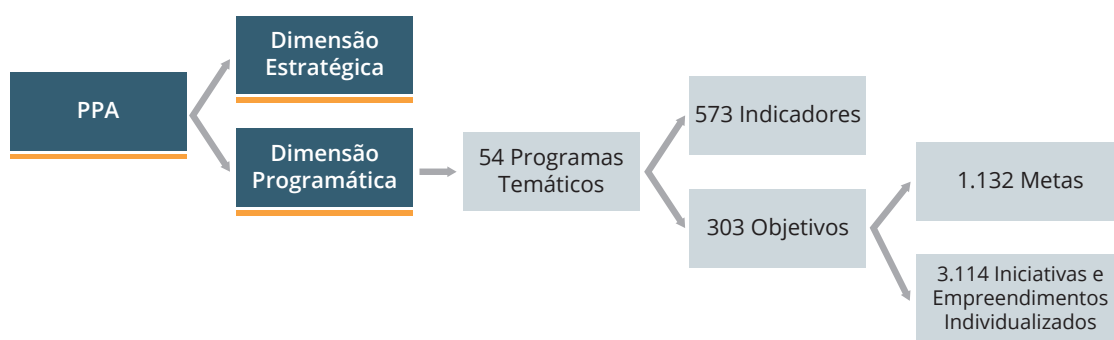 PPA
Dimensão
Estratégica
Dimensão
Programática
54 Programas
Temáticos
573 Indicadores
303 Objetivos
1.132 Metas
3.114 Iniciativas e
Empreendimentos
Individualizados